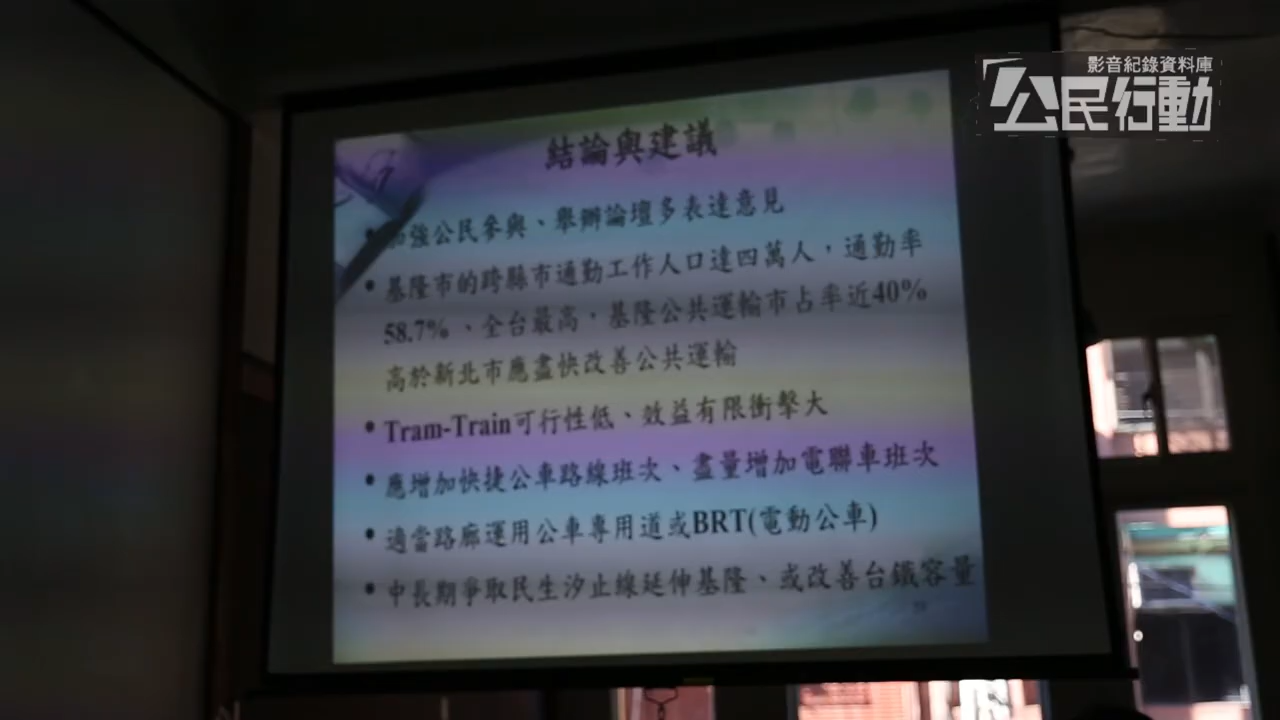 影音紀錄資料庫
公民行動
結論與建議
• 加強公民參與、舉辦論壇多表達意見
• 基隆市的跨縣市通勤工作人口達四萬人，通勤率
58.7%、全台最高，基隆公共運輸市占率近40%
高於新北市應盡快改善公共運輸
• Tram-Train可行性低、效益有限衝擊大
• 應增加快捷公車路線班次、盡量增加電聯車班次
• 適當路廊運用公車專用道或BRT(電動公車)
• 中長期爭取民生汐止線延伸基隆、或改善台鐵容量